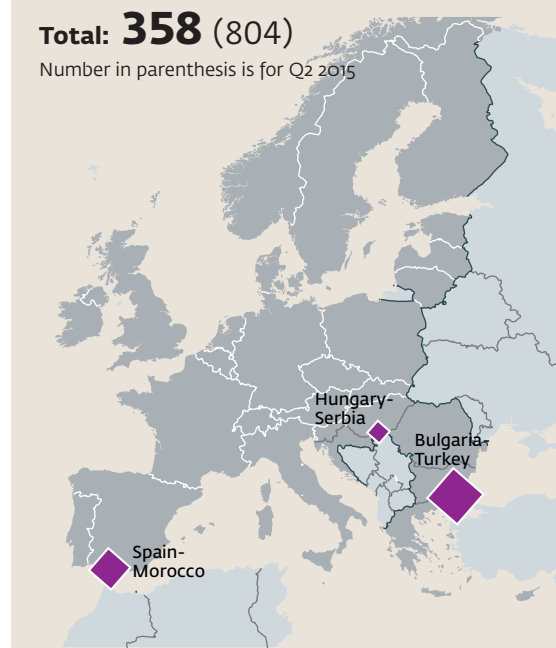 Total: 358 (804)
Number in parenthesis is for Q2 2015
Hungary-
Serbia
Bulgaria-
Turkey
Spain-
Morocco